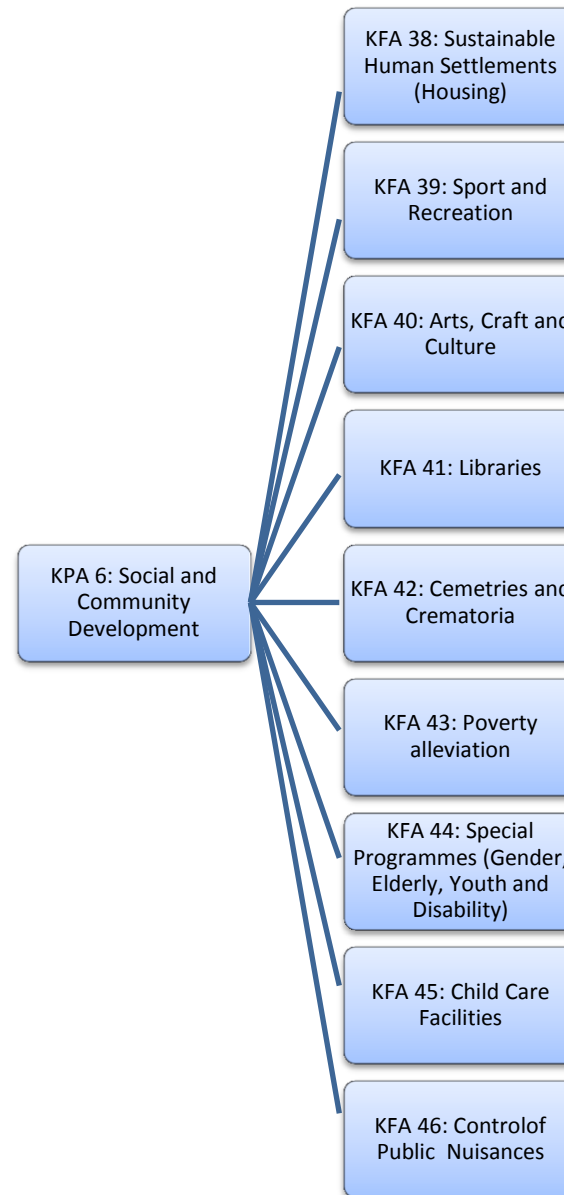 KFA 38: Sustainable
Human Settlements
(Housing)
KFA 39: Sport and
Recreation
KFA 40: Arts, Craft and
Culture
KFA 41: Libraries
KPA 6: Social and
Community
Development
KFA 42: Cemetries and
Crematoria
KFA 43: Poverty
alleviation
KFA 44: Special
Programmes (Gender,
Elderly, Youth and
Disability)
KFA 45: Child Care
Facilities
KFA 46: Controlof
Public  Nuisances